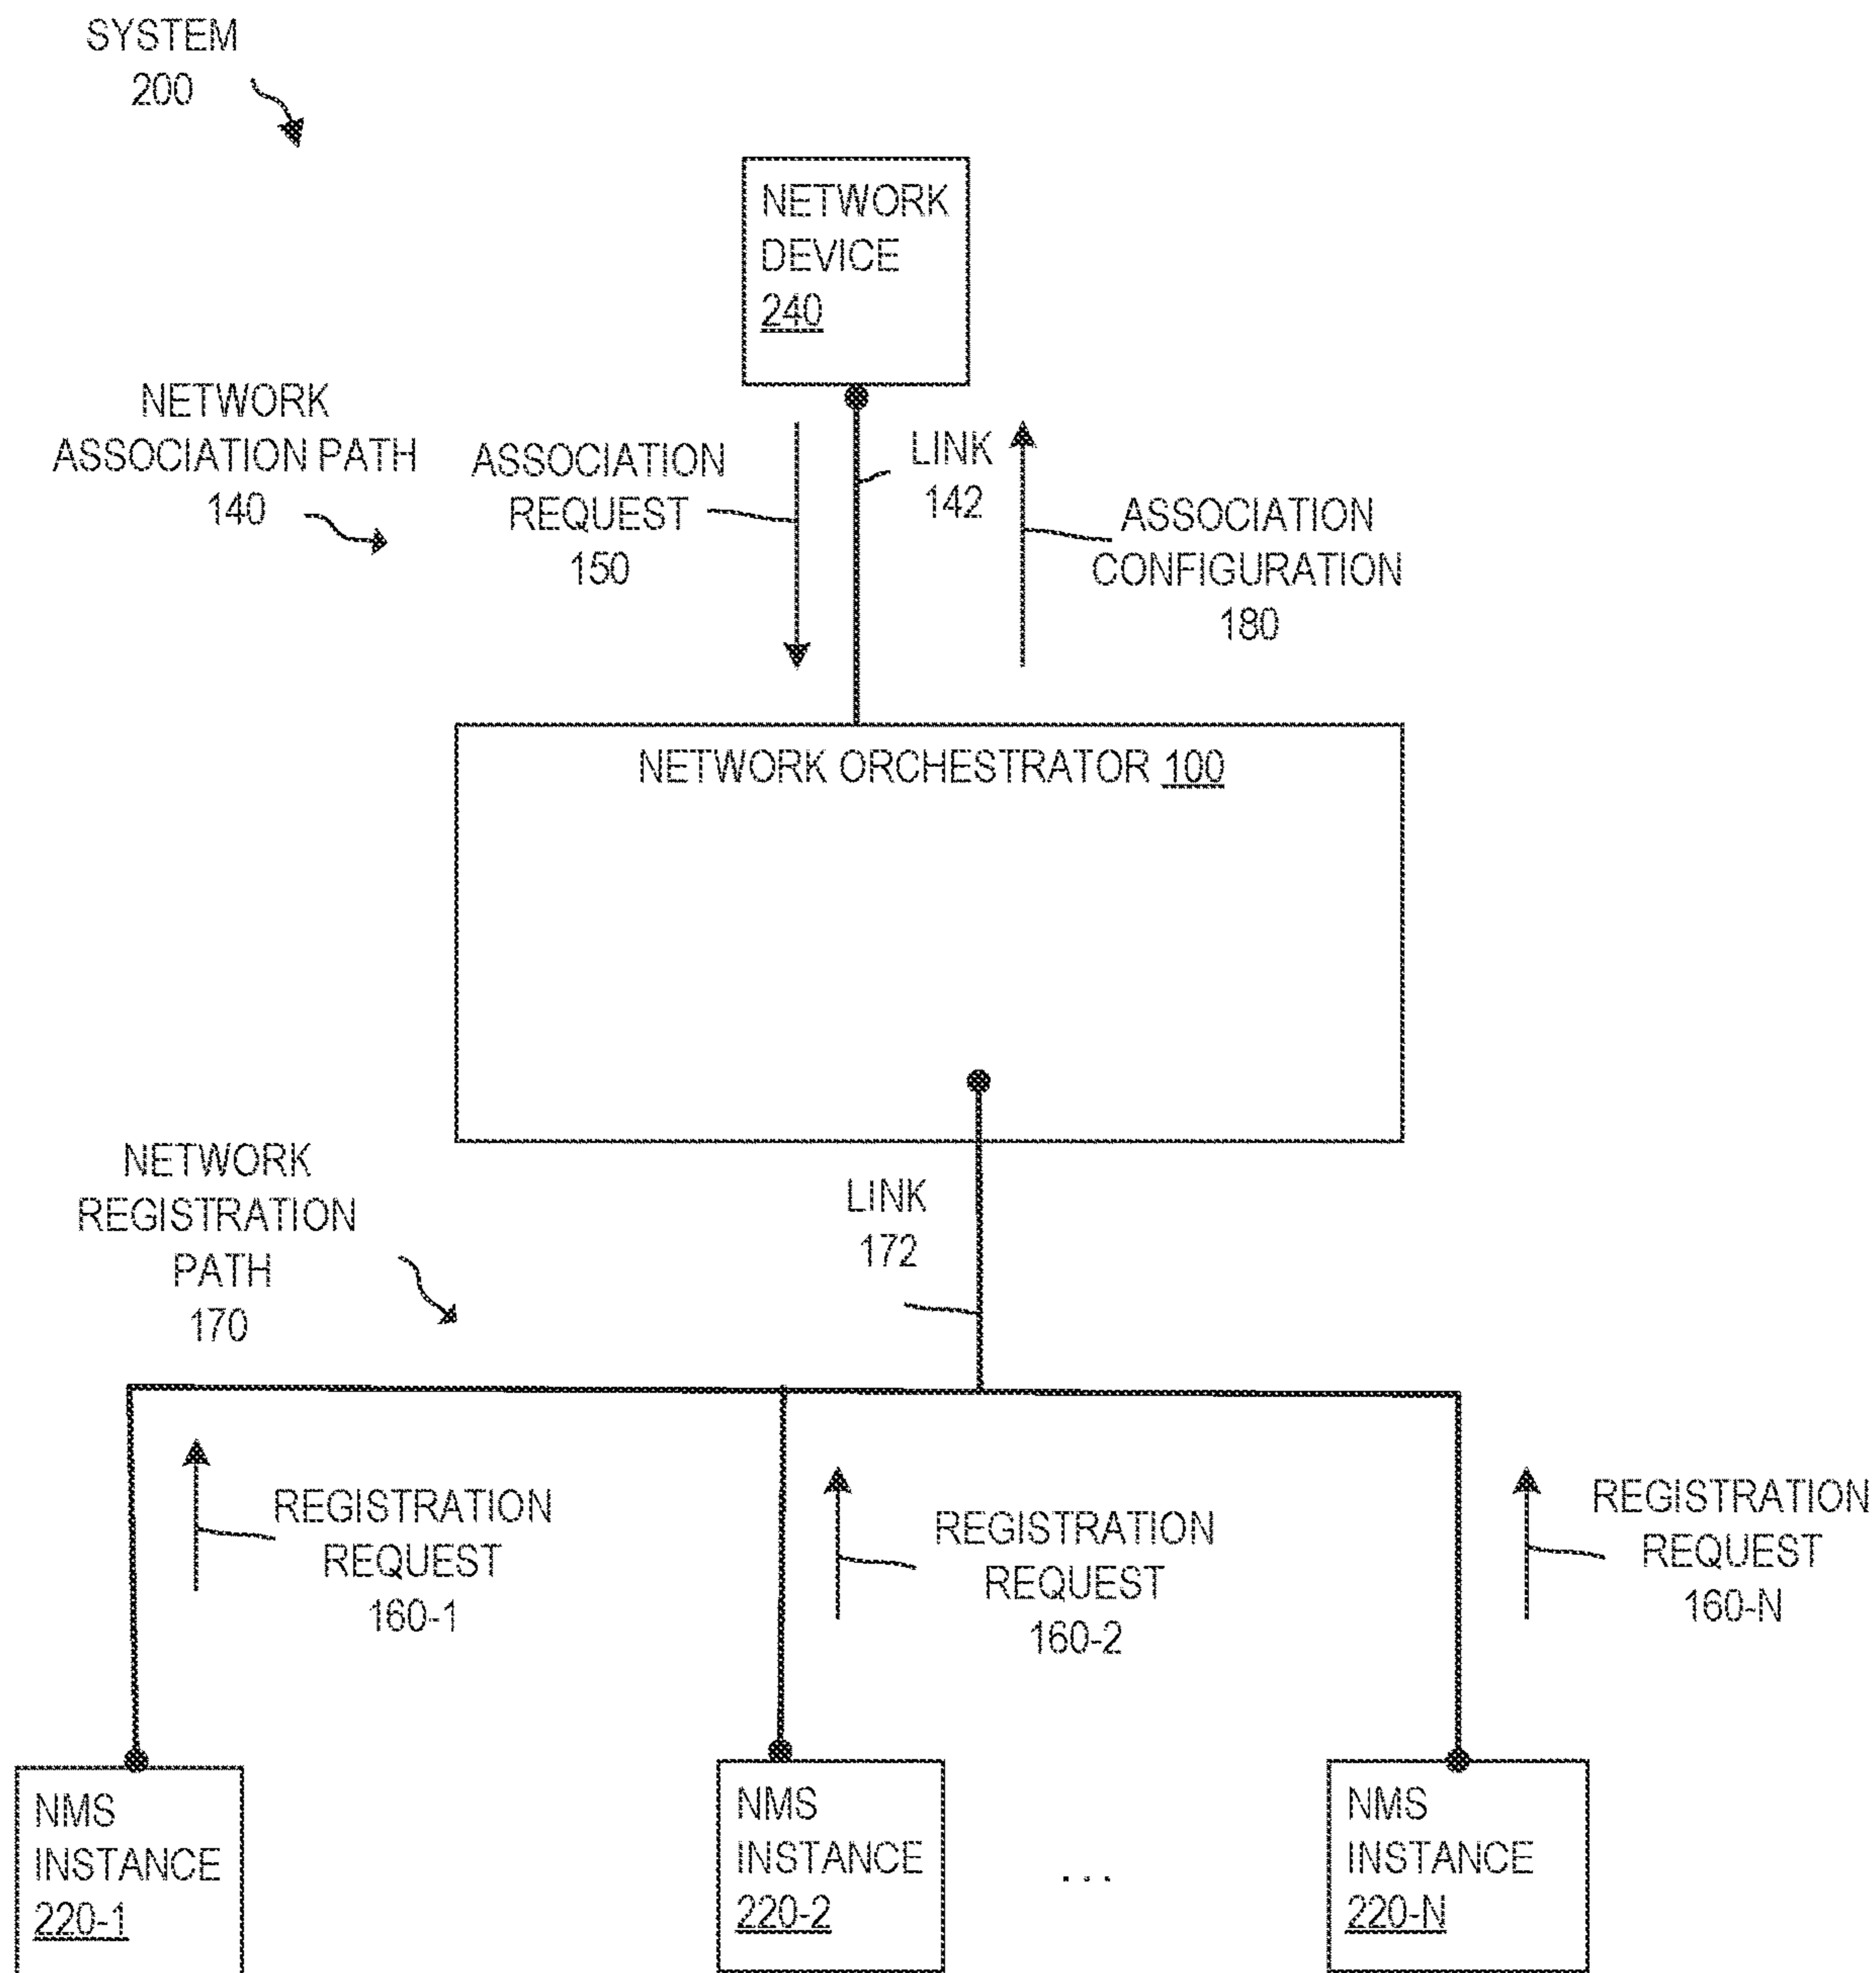 SYSTEM
200
NETWORK
DEVICE
240
NETWORK
ASSOCIATION PATH
140
ASSOCIATION
REQUEST
150
LINK
142
ASSOCIATION
CONFIGURATION
180
NETWORK ORCHESTRATOR 100
NETWORK
REGISTRATION
PATH
170
LINK
172
REGISTRATION
REQUEST
160-1
REGISTRATION
REQUEST
160-2
REGISTRATION
REQUEST
160-N
NMS
INSTANCE
220-1
NMS
INSTANCE
220-2
...
NMS
INSTANCE
220-N